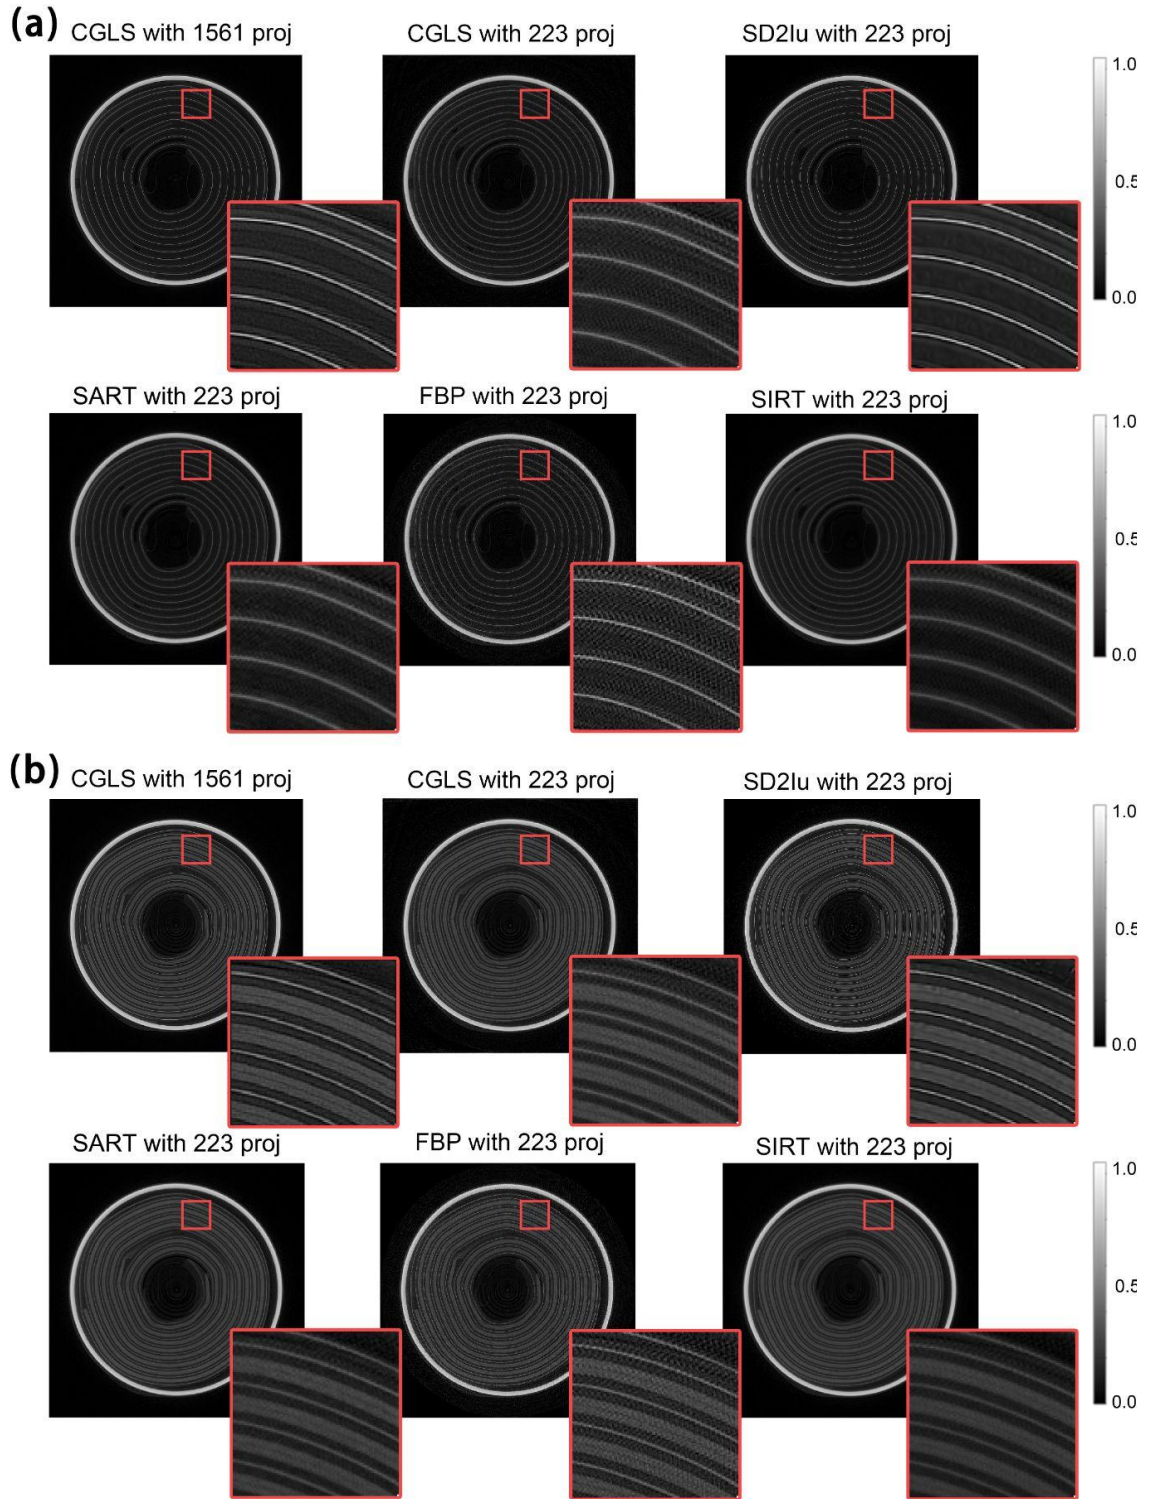 (a)
CGLS with 1561 proj
CGLS with 223 proj
SD2Iu with 223 proj
1.0
0.5
0.0
SART with 223 proj
FBP with 223 proj
SIRT with 223 proj
1.0
0.5
0.0
(b)
CGLS with 1561 proj
CGLS with 223 proj
SD2Iu with 223 proj
1.0
0.5
0.0
SART with 223 proj
FBP with 223 proj
SIRT with 223 proj
1.0
0.5
0.0